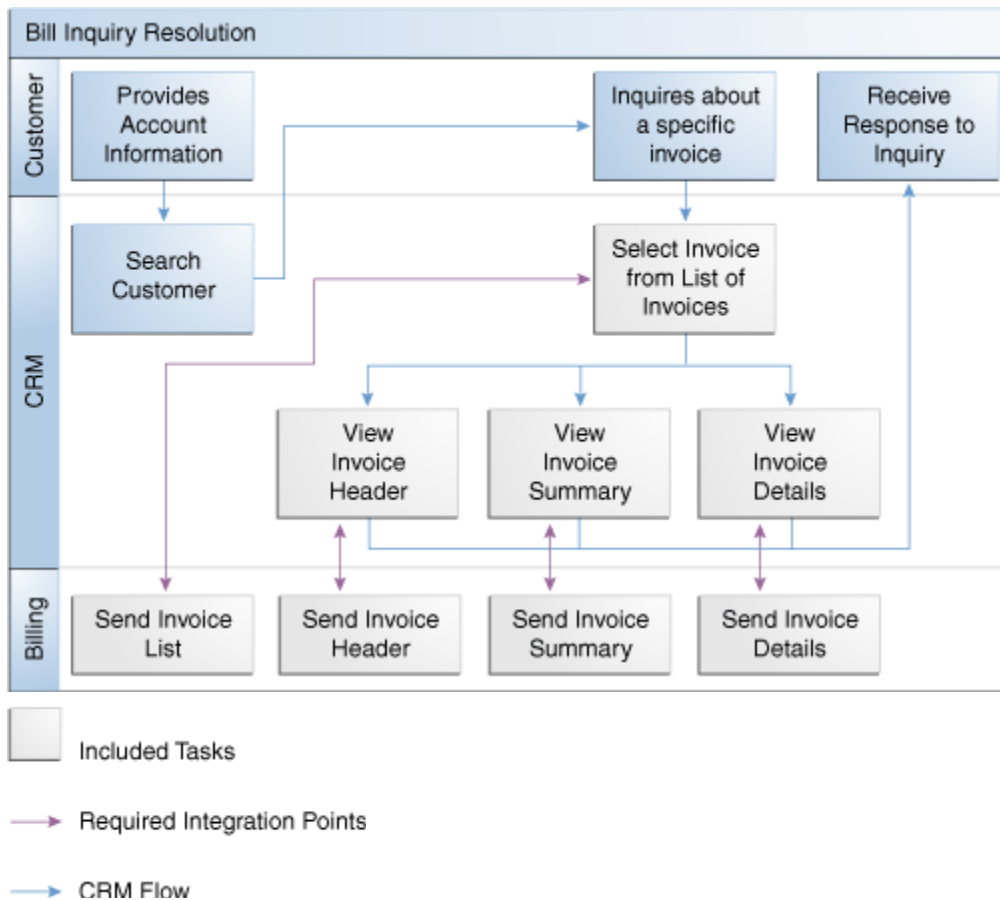 Bill Inquiry Resolution
Customer
Provides
Account
Information
Inquires about
a specific
invoice
Receive
Response to
Inquiry
CRM
Search
Customer
Select Invoice
from List of
Invoices
View
Invoice
Header
View
Invoice
Summary
View
Invoice
Details
Billing
Send Invoice
List
Send Invoice
Header
Send Invoice
Summary
Send Invoice
Details
Included Tasks
Required Integration Points
CRM Flow